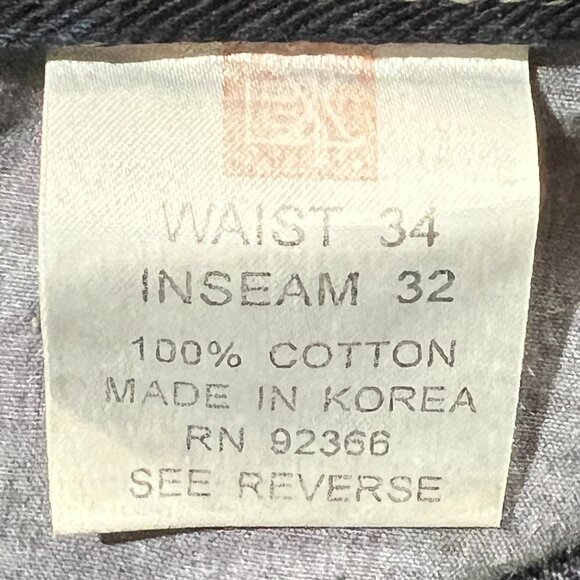 WAIST 34
INSEAM 32
100% COTTON
MADE IN KOREA
RN 92366
SEE REVERSE